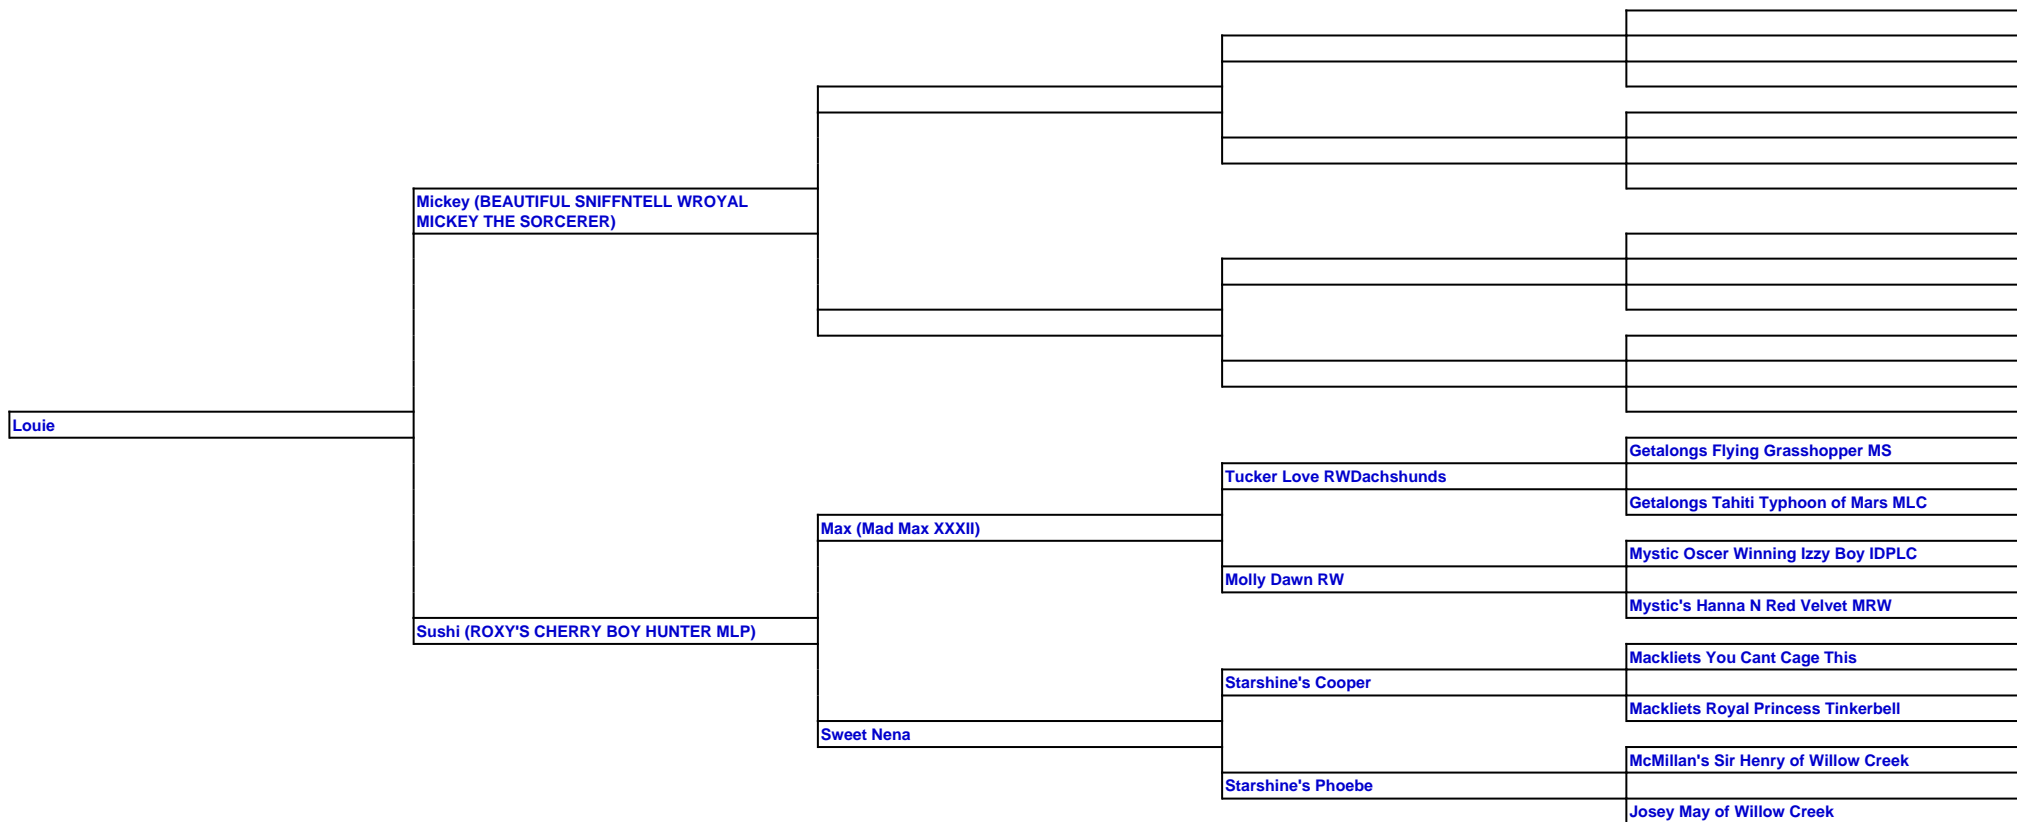 Mickey (BEAUTIFUL SNIFFNTELL WROYAL
MICKEY THE SORCERER)
Louie
Getalongs Flying Grasshopper MS
Tucker Love RWDachshunds
Getalongs Tahiti Typhoon of Mars MLC
Max (Mad Max XXXII)
Mystic Oscer Winning Izzy Boy IDPLC
Molly Dawn RW
Mystic's Hanna N Red Velvet MRW
Sushi (ROXY'S CHERRY BOY HUNTER MLP)
Mackliets You Cant Cage This
Starshine's Cooper
Mackliets Royal Princess Tinkerbell
Sweet Nena
McMillan's Sir Henry of Willow Creek
Starshine's Phoebe
Josey May of Willow Creek